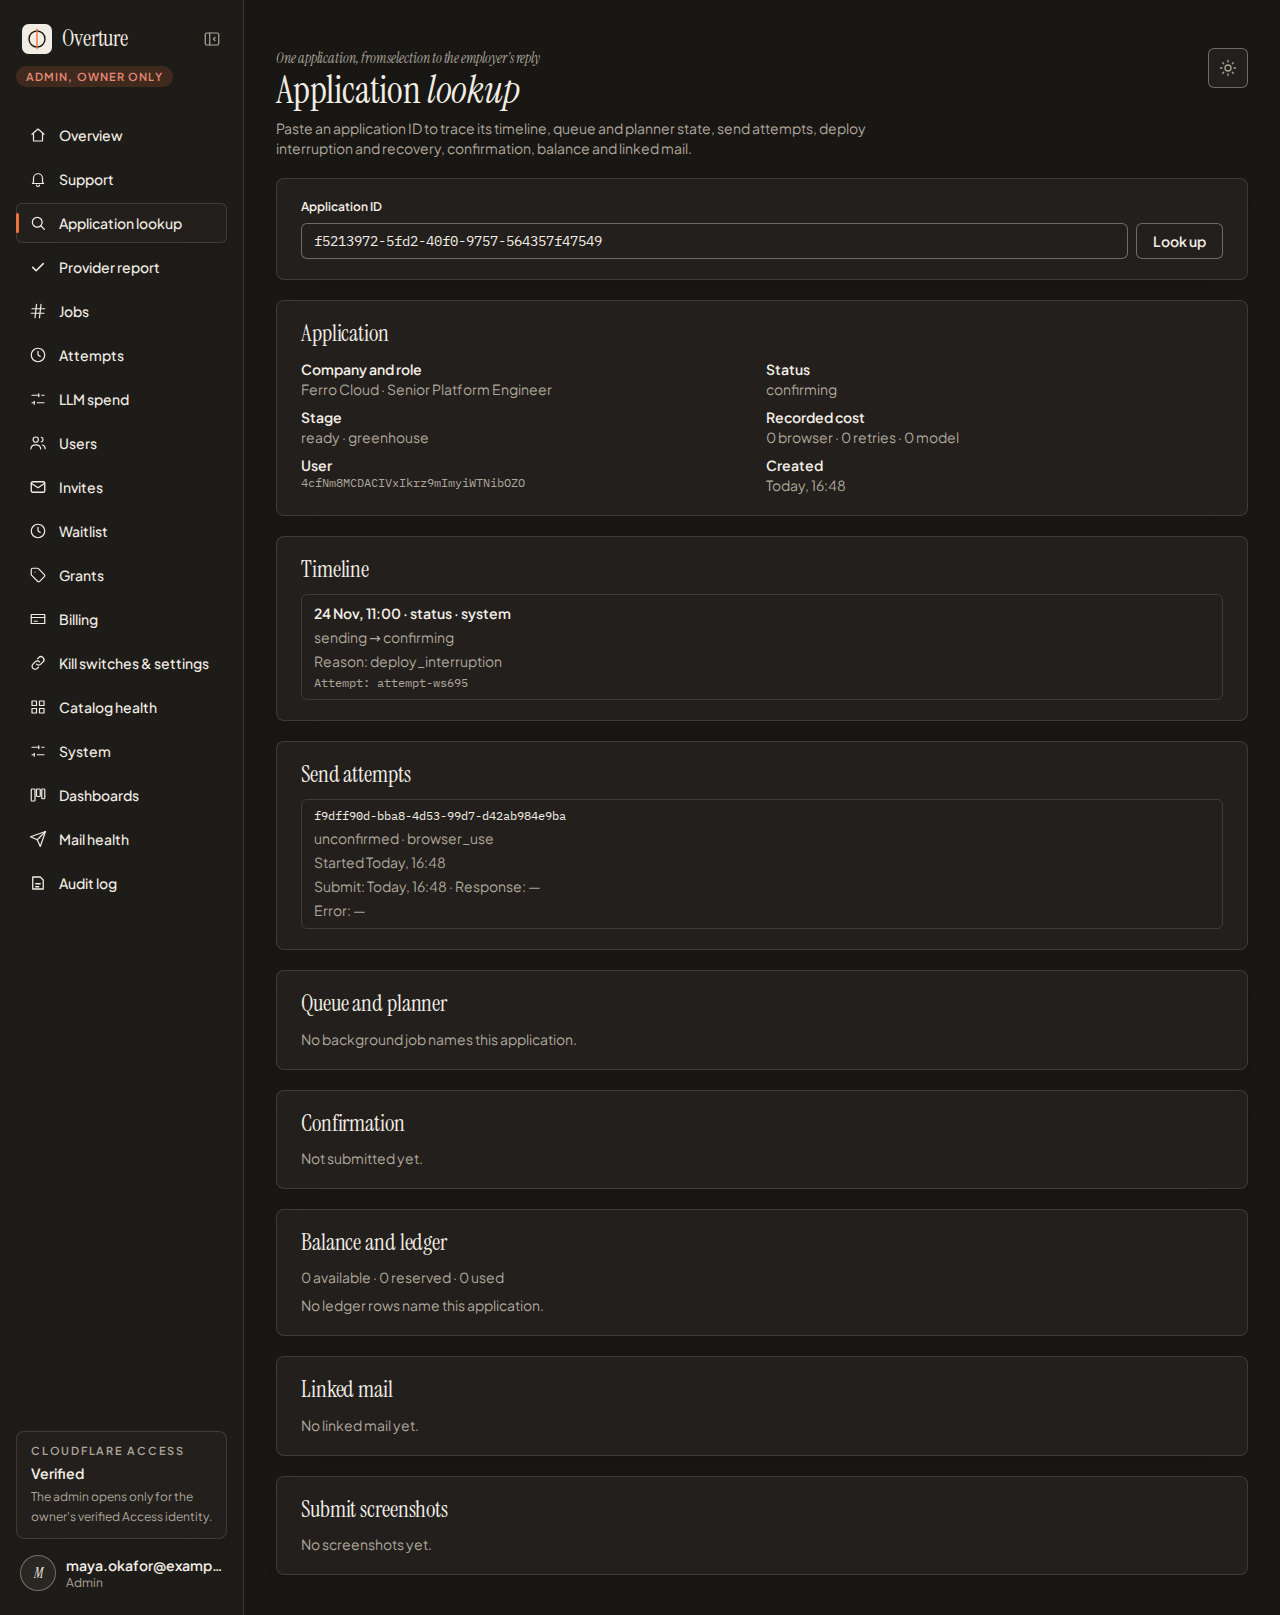 Overture
ADMIN, OWNER ONLY
Overview
Support
Application lookup
Provider report
Jobs
Attempts
LLM spend
Users
Invites
Waitlist
Grants
Billing
Kill switches & settings
Catalog health
System
Dashboards
Mail health
Audit log
CLOUDFLARE ACCESS
Verified
The admin opens only for the
owner's verified Access identity.
M
maya.okafor@examp…
Admin
One application, from selection to the employer's reply
Application lookup
Paste an application ID to trace its timeline, queue and planner state, send attempts, deploy
interruption and recovery, confirmation, balance and linked mail.
Application ID
f5213972-5fd2-40f0-9757-564357f47549
Look up
Application
Company and role
Ferro Cloud · Senior Platform Engineer
Status
confirming
Stage
ready · greenhouse
Recorded cost
0 browser · 0 retries · 0 model
User
4cfNm8MCDACIVxIkrz9mImyiWTNibOZO
Created
Today, 16:48
Timeline
24 Nov, 11:00 · status · system
sending → confirming
Reason: deploy_interruption
Attempt: attempt-ws695
Send attempts
f9dff90d-bba8-4d53-99d7-d42ab984e9ba
unconfirmed · browser_use
Started Today, 16:48
Submit: Today, 16:48 · Response: —
Error: —
Queue and planner
No background job names this application.
Confirmation
Not submitted yet.
Balance and ledger
0 available · 0 reserved · 0 used
No ledger rows name this application.
Linked mail
No linked mail yet.
Submit screenshots
No screenshots yet.